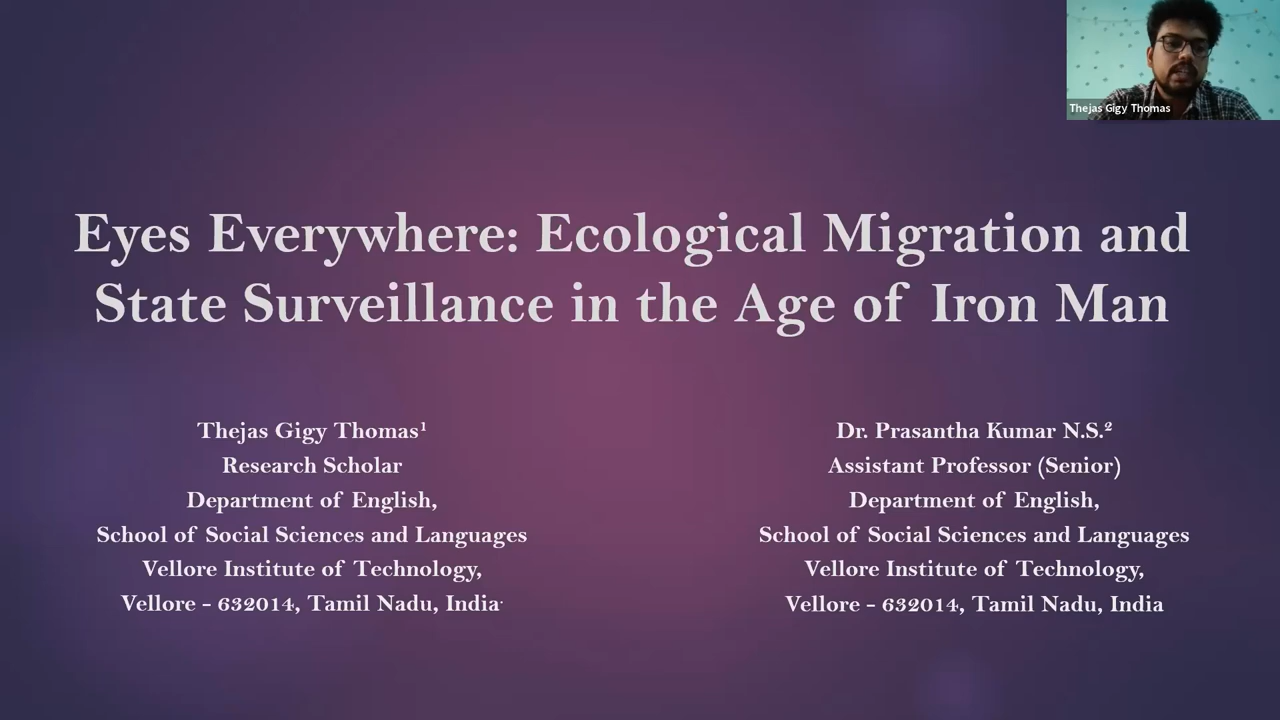 Thejas Gigy Thomas
Eyes Everywhere: Ecological Migration and
State Surveillance in the Age of Iron Man
Thejas Gigy Thomas¹
Research Scholar
Department of English,
School of Social Sciences and Languages
Vellore Institute of Technology,
Vellore – 632014, Tamil Nadu, India.
Dr. Prasantha Kumar N.S.²
Assistant Professor (Senior)
Department of English,
School of Social Sciences and Languages
Vellore Institute of Technology,
Vellore – 632014, Tamil Nadu, India